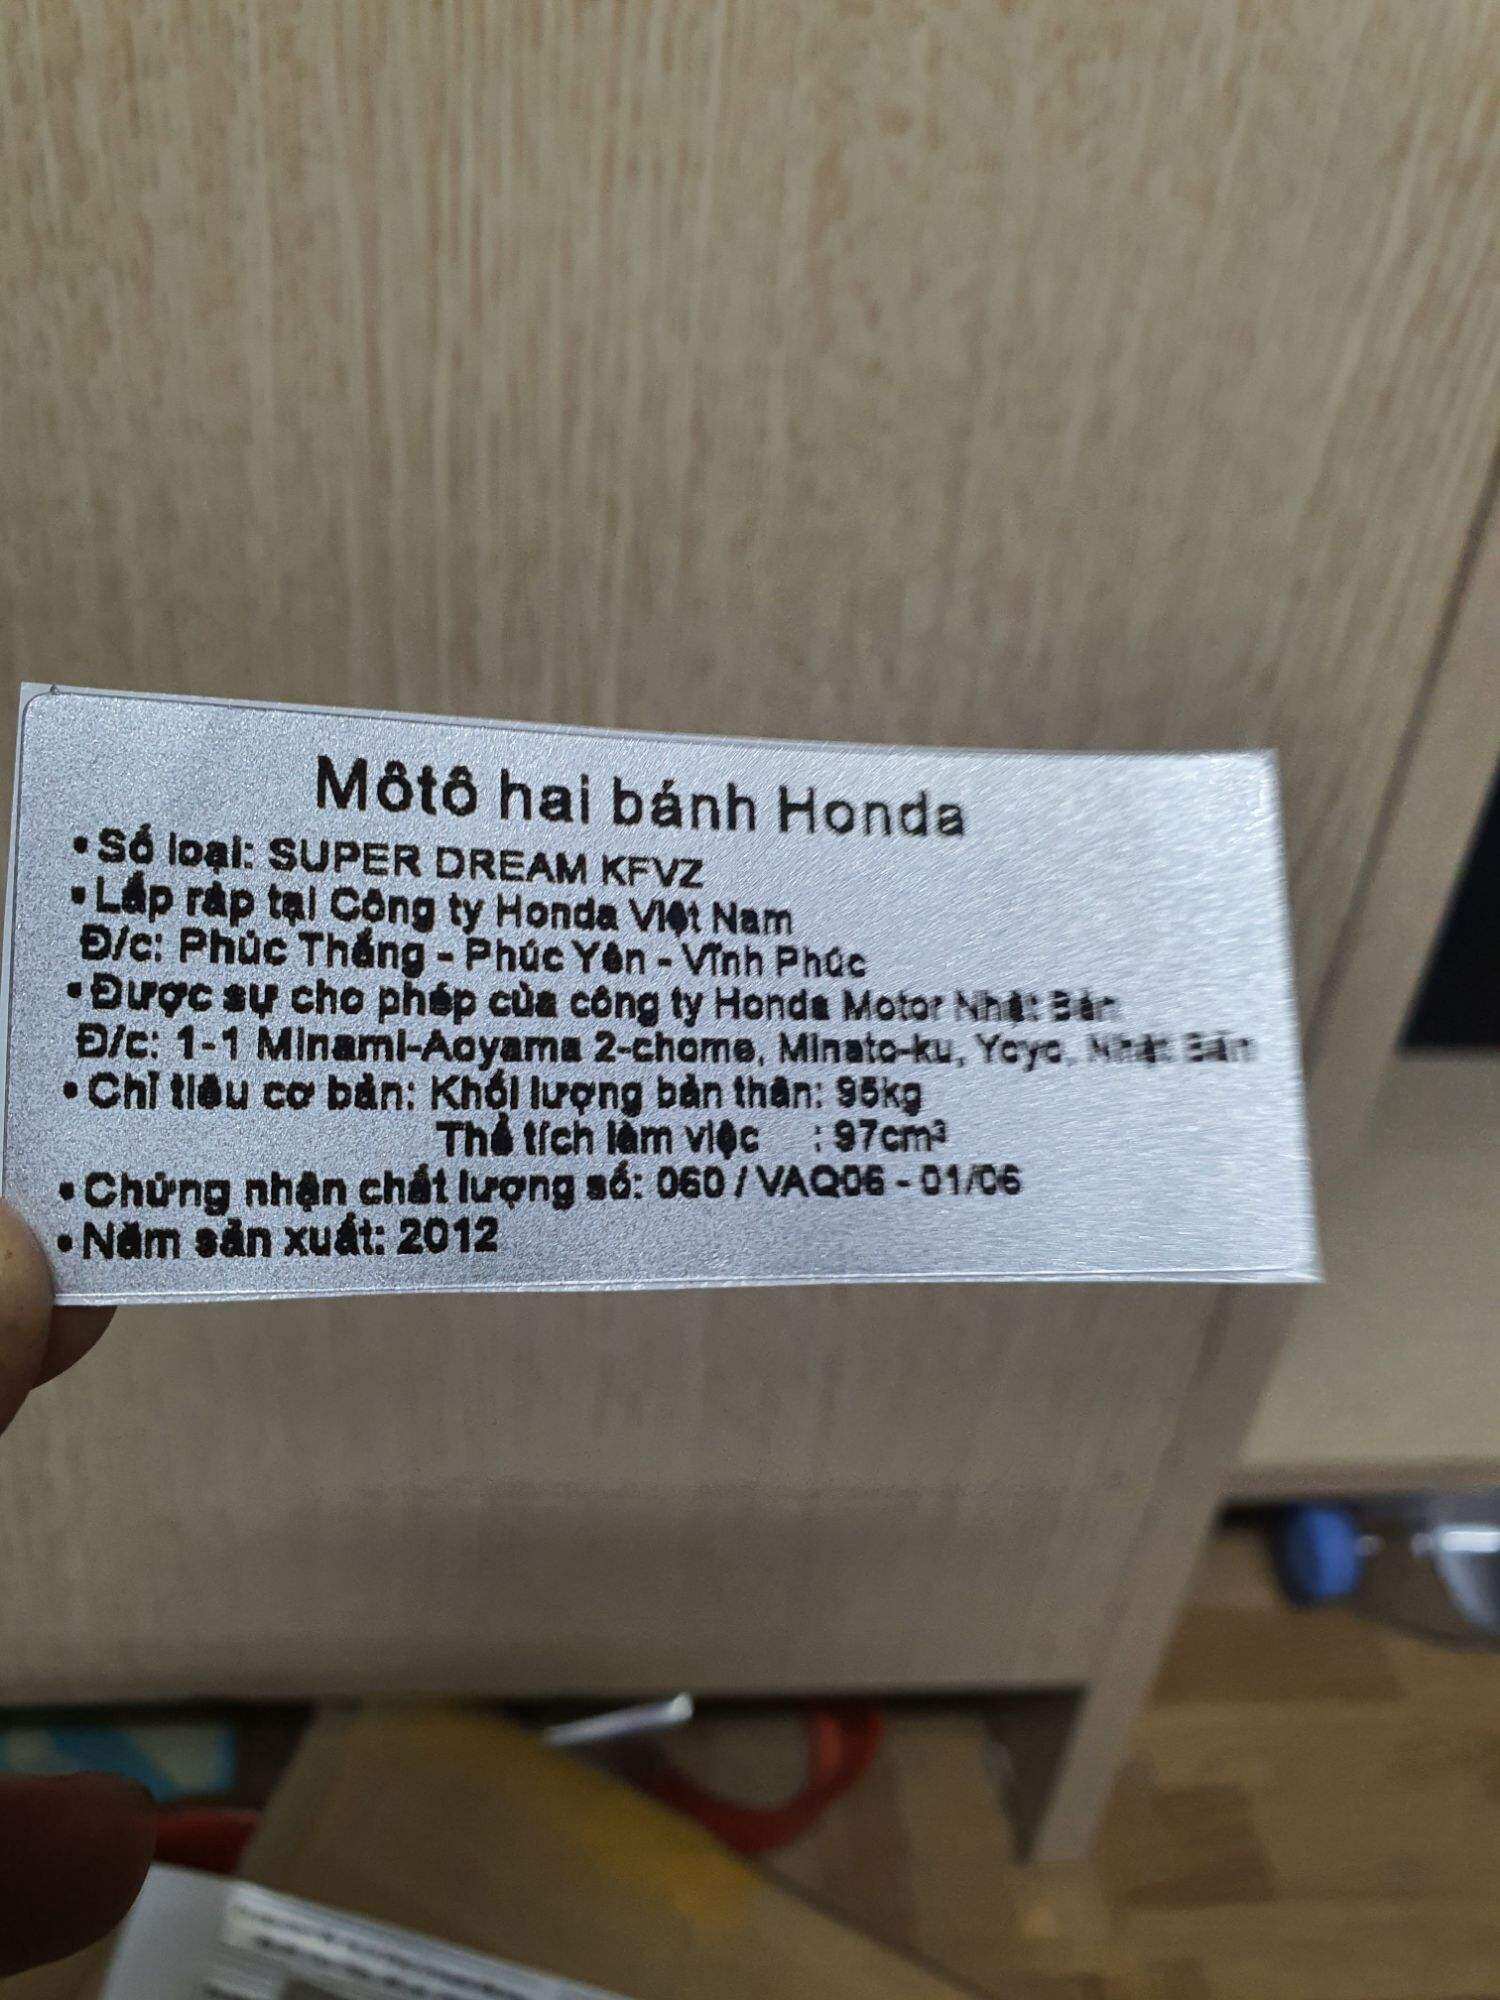 Môtô hai bánh Honda
• Số loại: SUPER DREAM KFVZ
• Lắp ráp tại Công ty Honda Việt Nam
Đ/c: Phúc Thắng - Phúc Yên - Vĩnh Phúc
• Được sự cho phép của công ty Honda Motor Nhật Bản
Đ/c: 1-1 Minami-Aoyama 2-chome, Minato-ku, Yoyo, Nhật Bản
• Chỉ tiêu cơ bản: Khối lượng bản thân: 95kg
Thể tích làm việc : 97cm³
• Chứng nhận chất lượng số: 060 / VAQ06 - 01/06
• Năm sản xuất: 2012